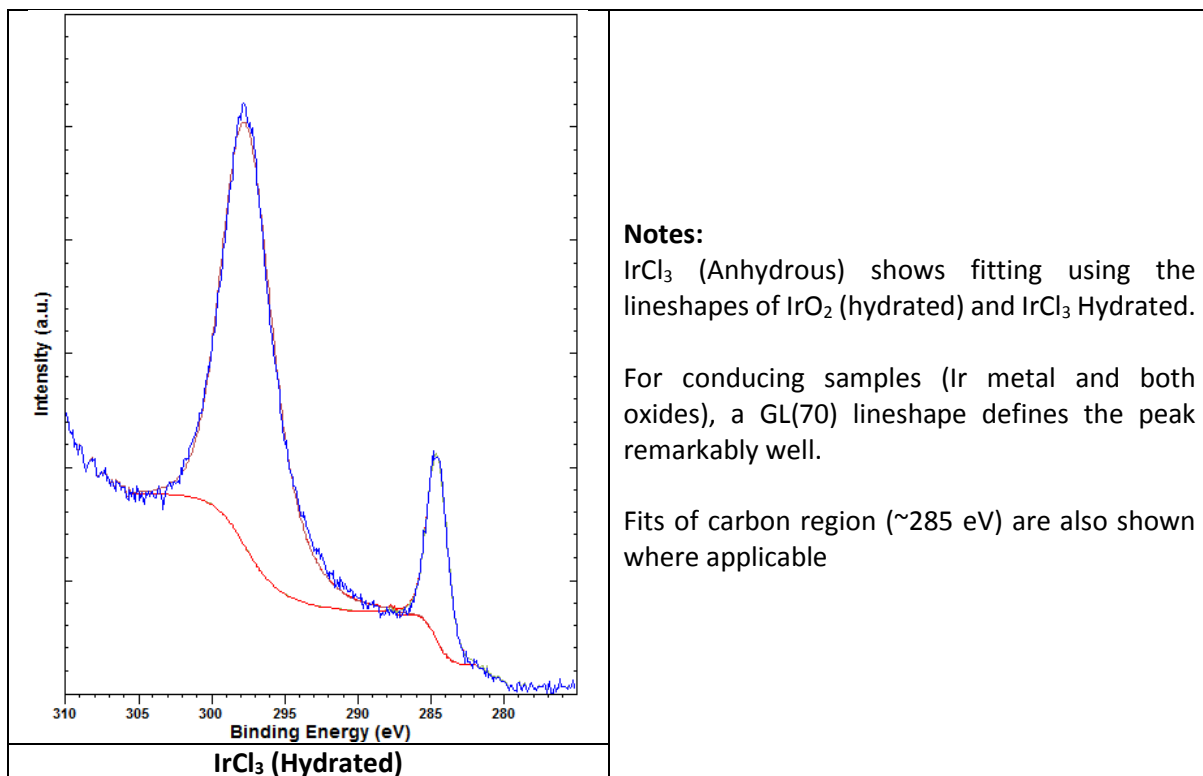 Intensity (a.u.)
310 305 300 295 290 285 280
Binding Energy (eV)
IrCl₃ (Hydrated)
Notes:
IrCl₃ (Anhydrous) shows fitting using the
lineshapes of IrO₂ (hydrated) and IrCl₃ Hydrated.
For conducing samples (Ir metal and both
oxides), a GL(70) lineshape defines the peak
remarkably well.
Fits of carbon region (~285 eV) are also shown
where applicable